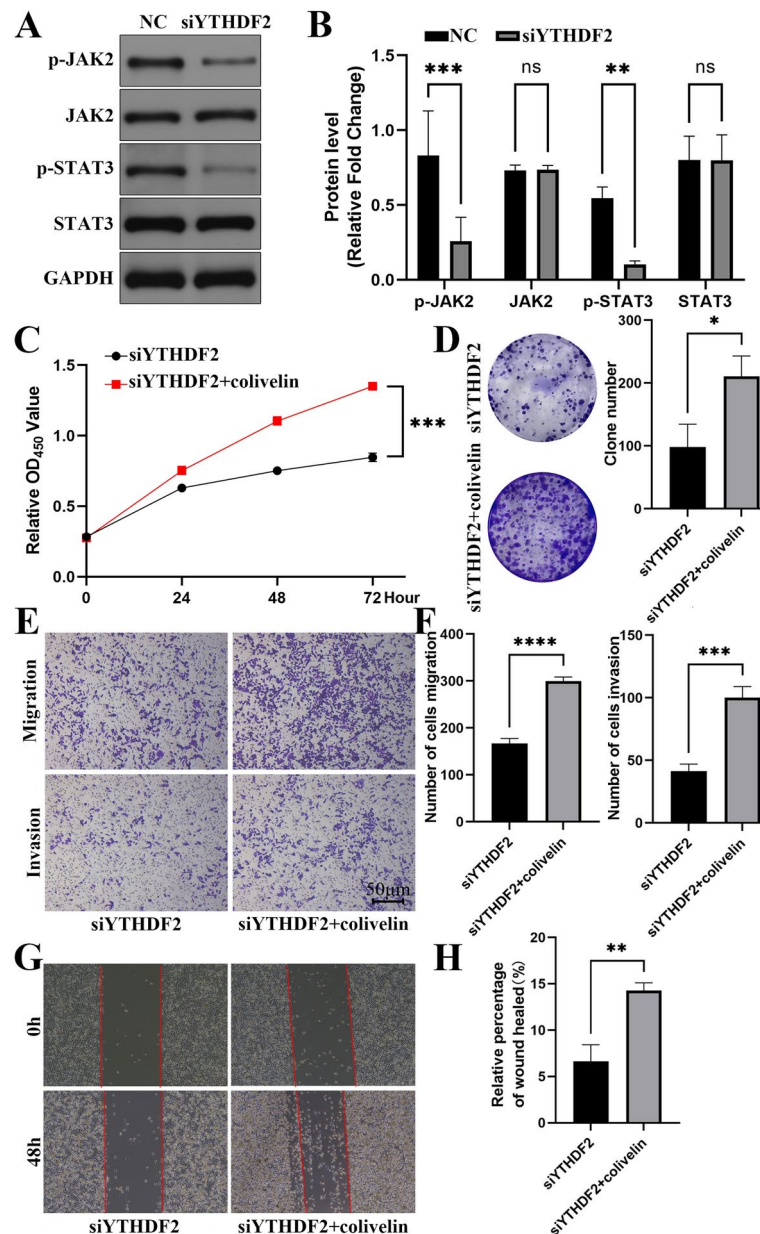 A
NC siYTHDF2
p-JAK2
JAK2
p-STAT3
STAT3
GAPDH
B
NC siYTHDF2
Protein level
(Relative Fold Change)
1.5
1.0
0.5
0.0
*** ns ** ns
p-JAK2 JAK2 p-STAT3 STAT3
C
siYTHDF2
siYTHDF2+colivelin
Relative OD450 Value
1.5
1.0
0.5
0.0
***
0 24 48 72 Hour
D
siYTHDF2
siYTHDF2+colivelin
Clone number
300
200
100
0
*
siYTHDF2
siYTHDF2+colivelin
E
Migration
Invasion
50μm
siYTHDF2 siYTHDF2+colivelin
F
Number of cells migration
400
300
200
100
0
****
siYTHDF2
siYTHDF2+colivelin
Number of cells invasion
150
100
50
0
***
siYTHDF2
siYTHDF2+colivelin
G
0h
48h
siYTHDF2 siYTHDF2+colivelin
H
Relative percentage
of wound healed(%)
20
15
10
5
0
**
siYTHDF2
siYTHDF2+colivelin